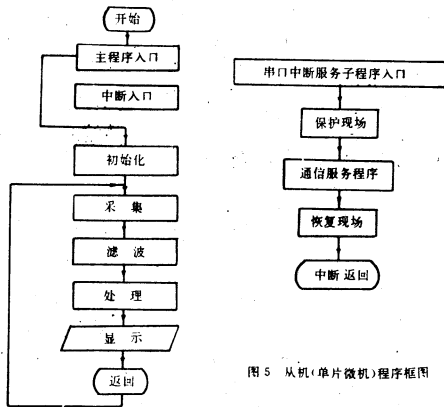 开始
主程序入口
中断入口
初始化
采集
滤波
处理
显示
返回
串口中断服务子程序入口
保护现场
通信服务程序
恢复现场
中断返回
图5 从机(单片微机)程序框图